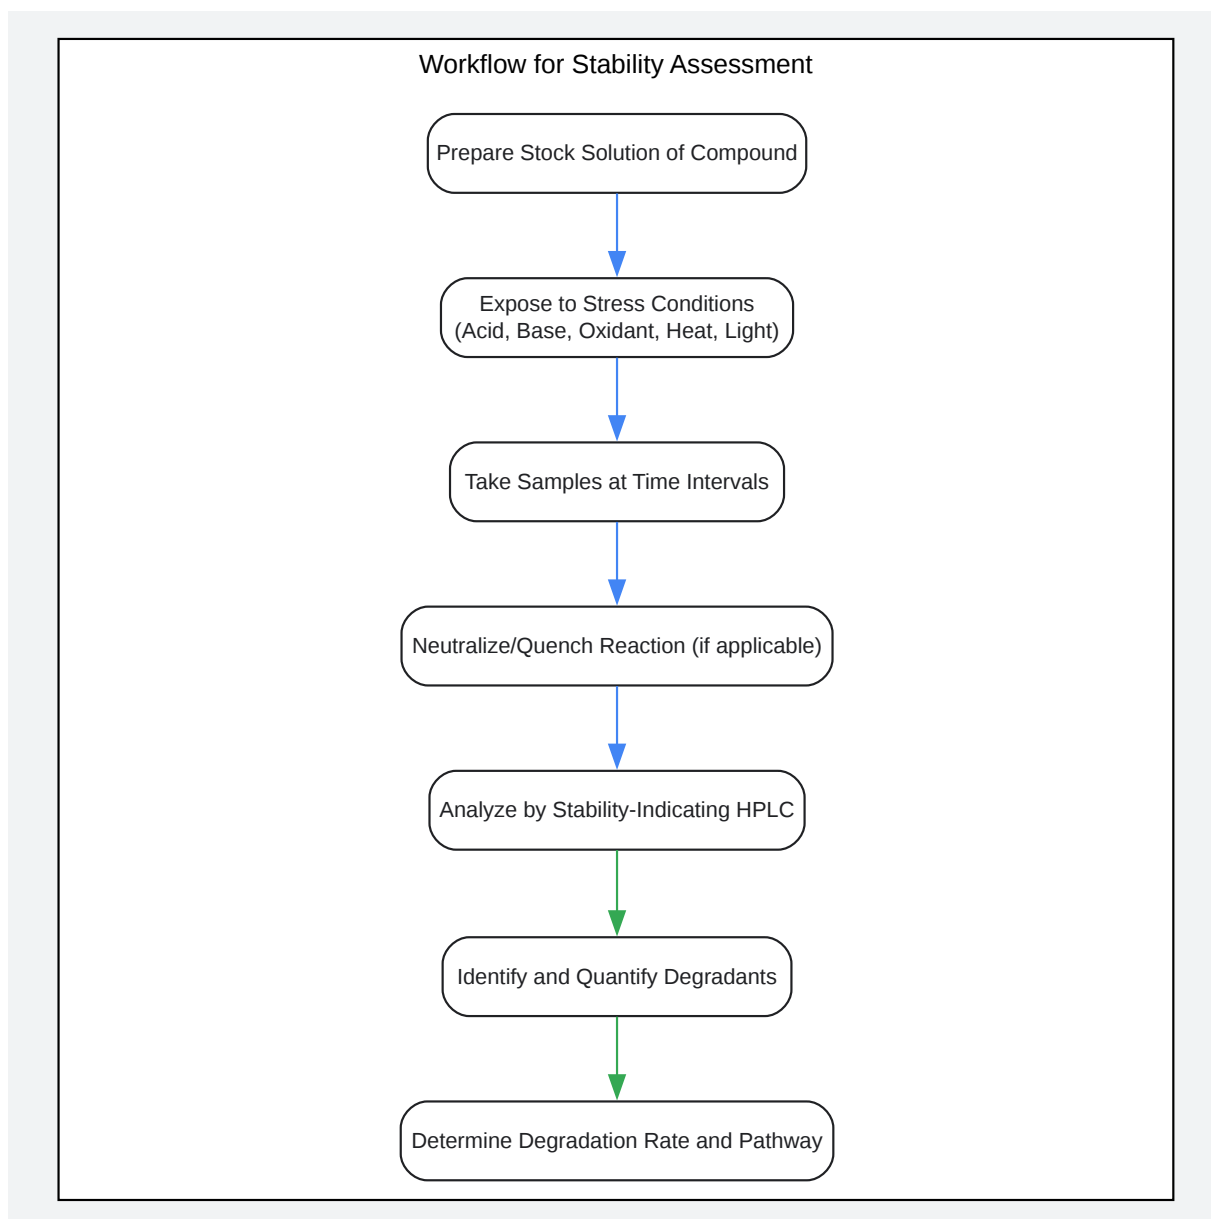 Workflow for Stability Assessment
Prepare Stock Solution of Compound
Expose to Stress Conditions
(Acid, Base, Oxidant, Heat, Light)
Take Samples at Time Intervals
Neutralize/Quench Reaction (if applicable)
Analyze by Stability-Indicating HPLC
Identify and Quantify Degradants
Determine Degradation Rate and Pathway